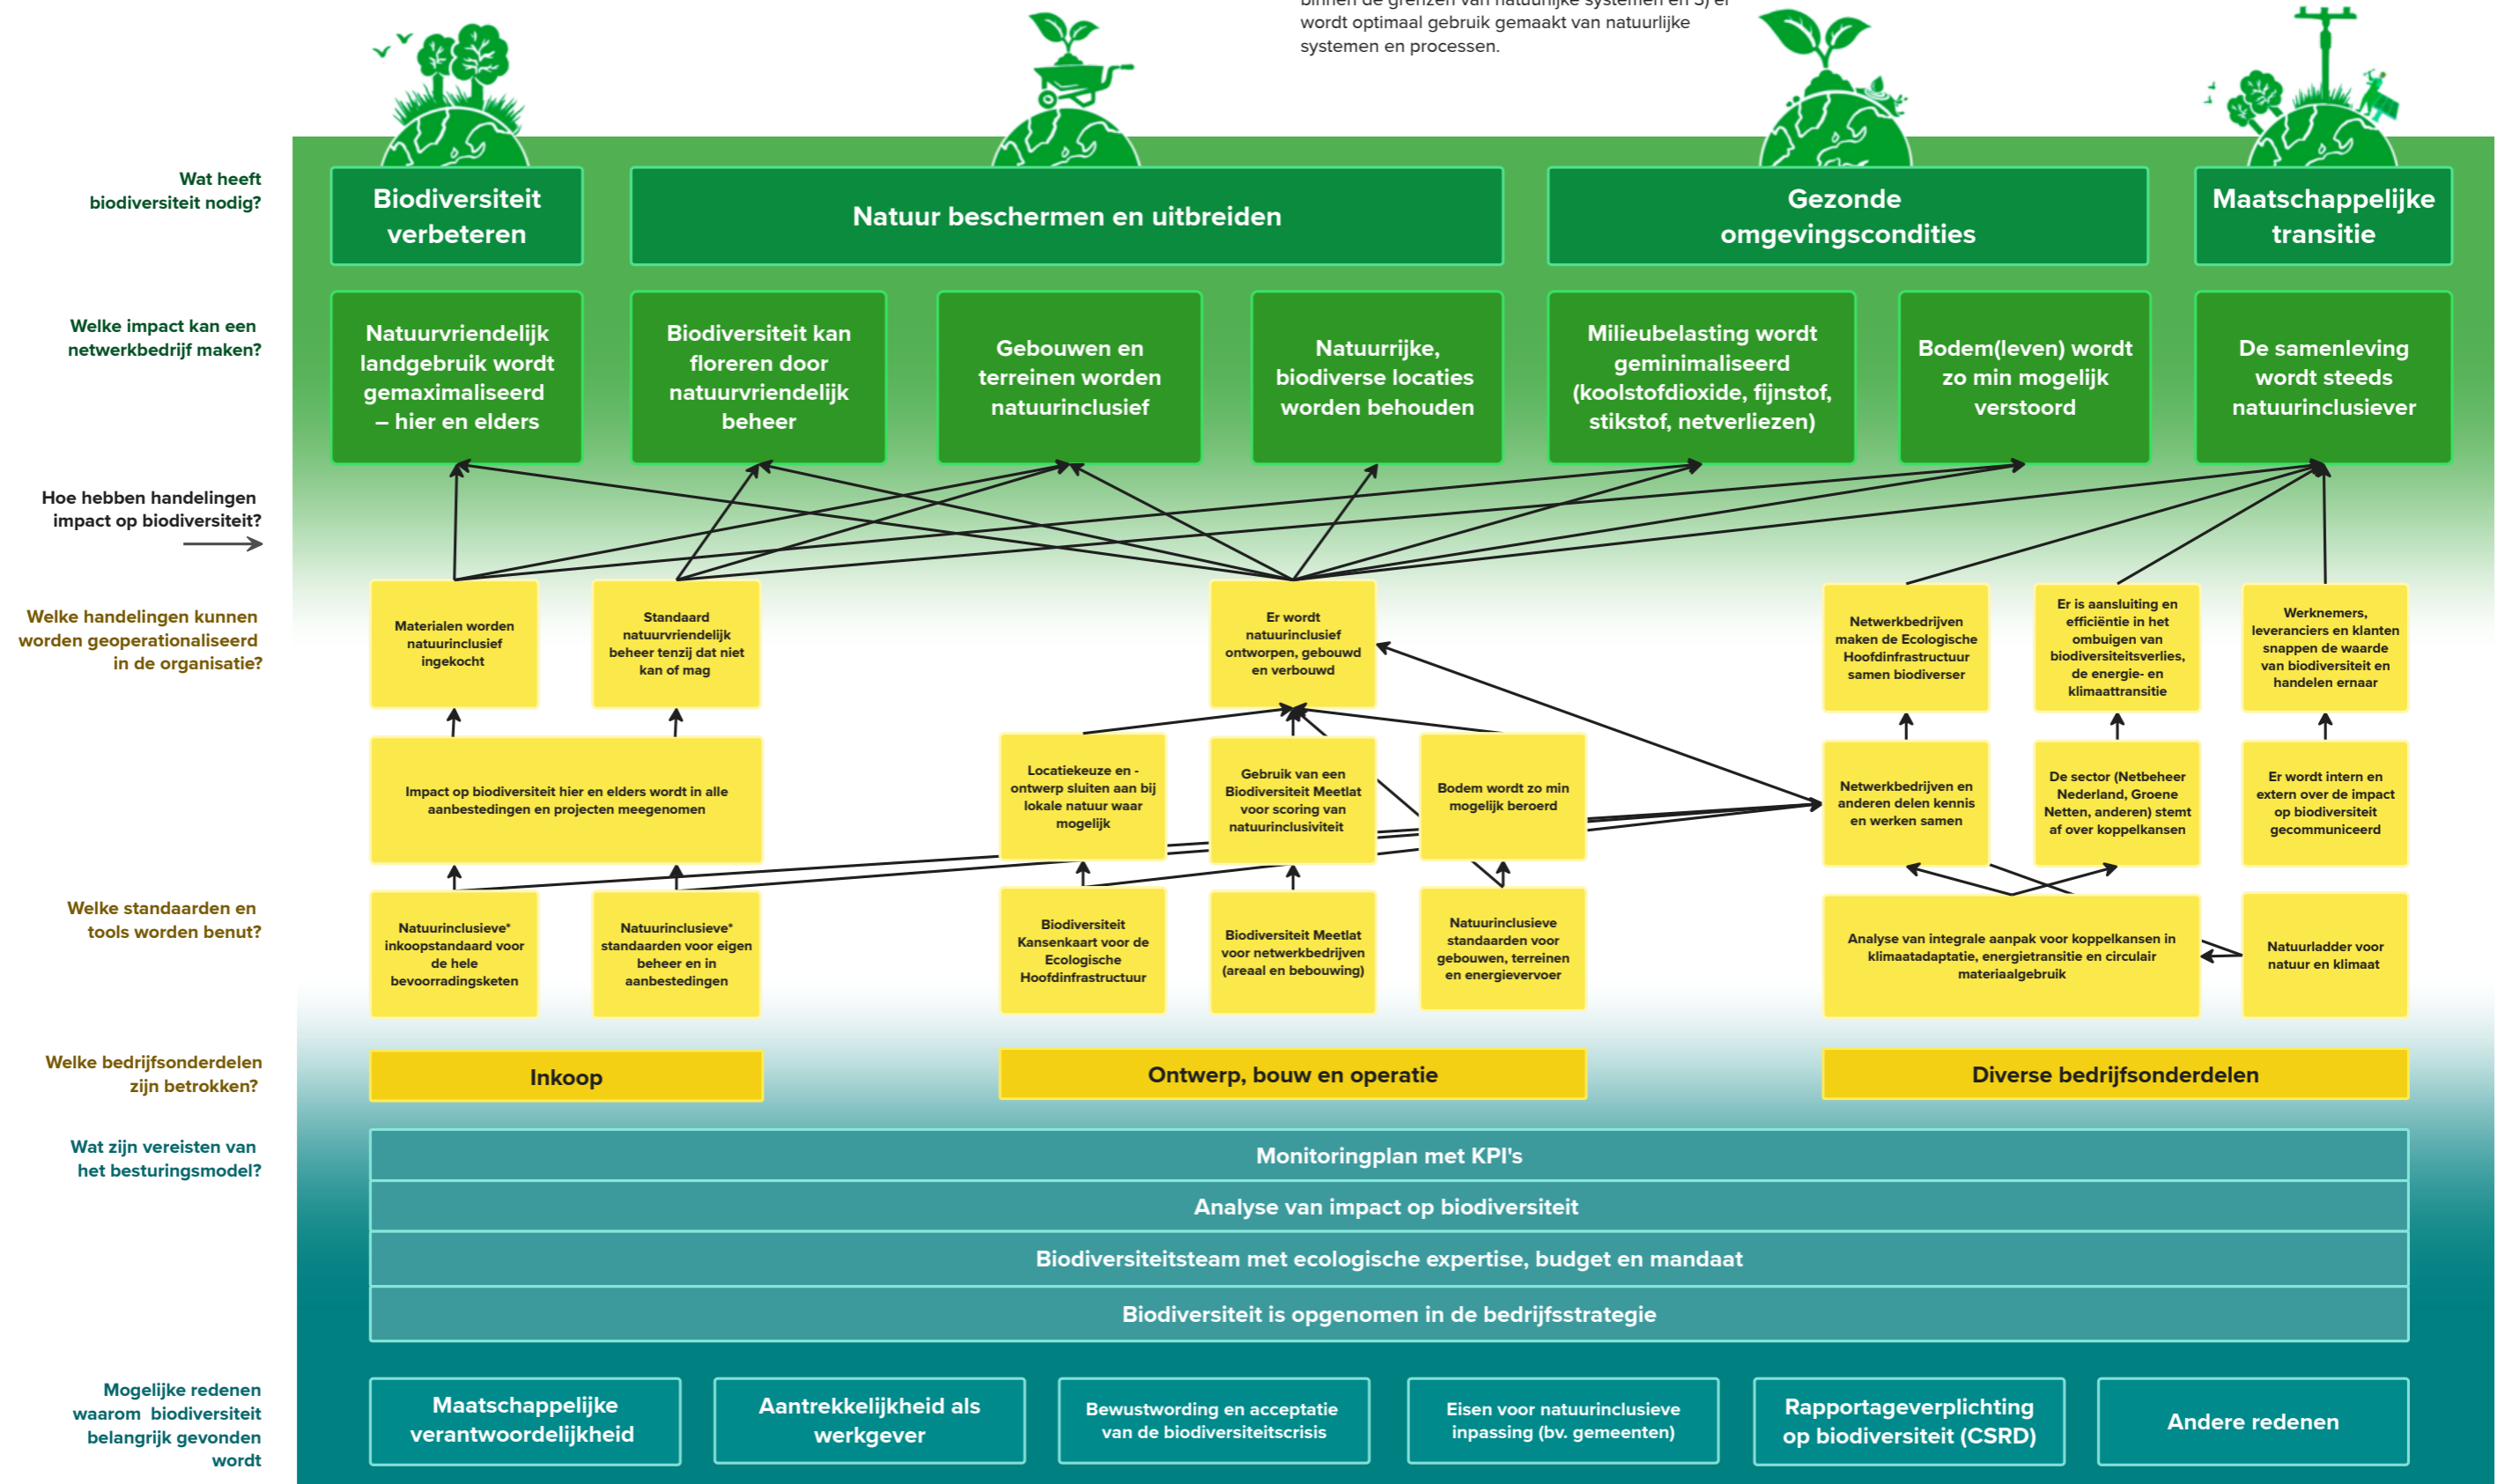 binnen de grenzen van natuurlijke systemen en 3) er
wordt optimaal gebruik gemaakt van natuurlijke
systemen en processen.
Wat heeft
biodiversiteit nodig?
Biodiversiteit
verbeteren
Natuur beschermen en uitbreiden
Gezonde
omgevingscondities
Maatschappelijke
transitie
Welke impact kan een
netwerkbedrijf maken?
Natuurvriendelijk
landgebruik wordt
gemaximaliseerd
– hier en elders
Biodiversiteit kan
floreren door
natuurvriendelijk
beheer
Gebouwen en
terreinen worden
natuurinclusief
Natuurrijke,
biodiverse locaties
worden behouden
Milieubelasting wordt
geminimaliseerd
(koolstofdioxide, fijnstof,
stikstof, netverliezen)
Bodem(leven) wordt
zo min mogelijk
verstoord
De samenleving
wordt steeds
natuurinclusiever
Hoe hebben handelingen
impact op biodiversiteit?
Welke handelingen kunnen
worden geoperationaliseerd
in de organisatie?
Materialen worden
natuurinclusief
ingekocht
Standaard
natuurvriendelijk
beheer tenzij dat niet
kan of mag
Er wordt
natuurinclusief
ontworpen, gebouwd
en verbouwd
Netwerkbedrijven
maken de Ecologische
Hoofdinfrastructuur
samen biodiverser
Er is aansluiting en
efficiëntie in het
ombuigen van
biodiversiteitsverlies,
de energie- en
klimaattransitie
Werknemers,
leveranciers en klanten
snappen de waarde
van biodiversiteit en
handelen ernaar
Impact op biodiversiteit hier en elders wordt in alle
aanbestedingen en projecten meegenomen
Locatiekeuze en -
ontwerp sluiten aan bij
lokale natuur waar
mogelijk
Gebruik van een
Biodiversiteit Meetlat
voor scoring van
natuurinclusiviteit
Bodem wordt zo min
mogelijk beroerd
Netwerkbedrijven en
anderen delen kennis
en werken samen
De sector (Netbeheer
Nederland, Groene
Netten, anderen) stemt
af over koppelkansen
Er wordt intern en
extern over de impact
op biodiversiteit
gecommuniceerd
Welke standaarden en
tools worden benut?
Natuurinclusieve*
inkoopstandaard voor
de hele
bevoorradingsketen
Natuurinclusieve*
standaarden voor eigen
beheer en in
aanbestedingen
Biodiversiteit
Kansenkaart voor de
Ecologische
Hoofdinfrastructuur
Biodiversiteit Meetlat
voor netwerkbedrijven
(areaal en bebouwing)
Natuurinclusieve
standaarden voor
gebouwen, terreinen
en energievervoer
Analyse van integrale aanpak voor koppelkansen in
klimaatadaptatie, energietransitie en circulair
materiaalgebruik
Natuurladder voor
natuur en klimaat
Welke bedrijfsonderdelen
zijn betrokken?
Inkoop
Ontwerp, bouw en operatie
Diverse bedrijfsonderdelen
Wat zijn vereisten van
het besturingsmodel?
Monitoringplan met KPI's
Analyse van impact op biodiversiteit
Biodiversiteitsteam met ecologische expertise, budget en mandaat
Biodiversiteit is opgenomen in de bedrijfsstrategie
Mogelijke redenen
waarom biodiversiteit
belangrijk gevonden
wordt
Maatschappelijke
verantwoordelijkheid
Aantrekkelijkheid als
werkgever
Bewustwording en acceptatie
van de biodiversiteitscrisis
Eisen voor natuurinclusieve
inpassing (bv. gemeenten)
Rapportageverplichting
op biodiversiteit (CSRD)
Andere redenen